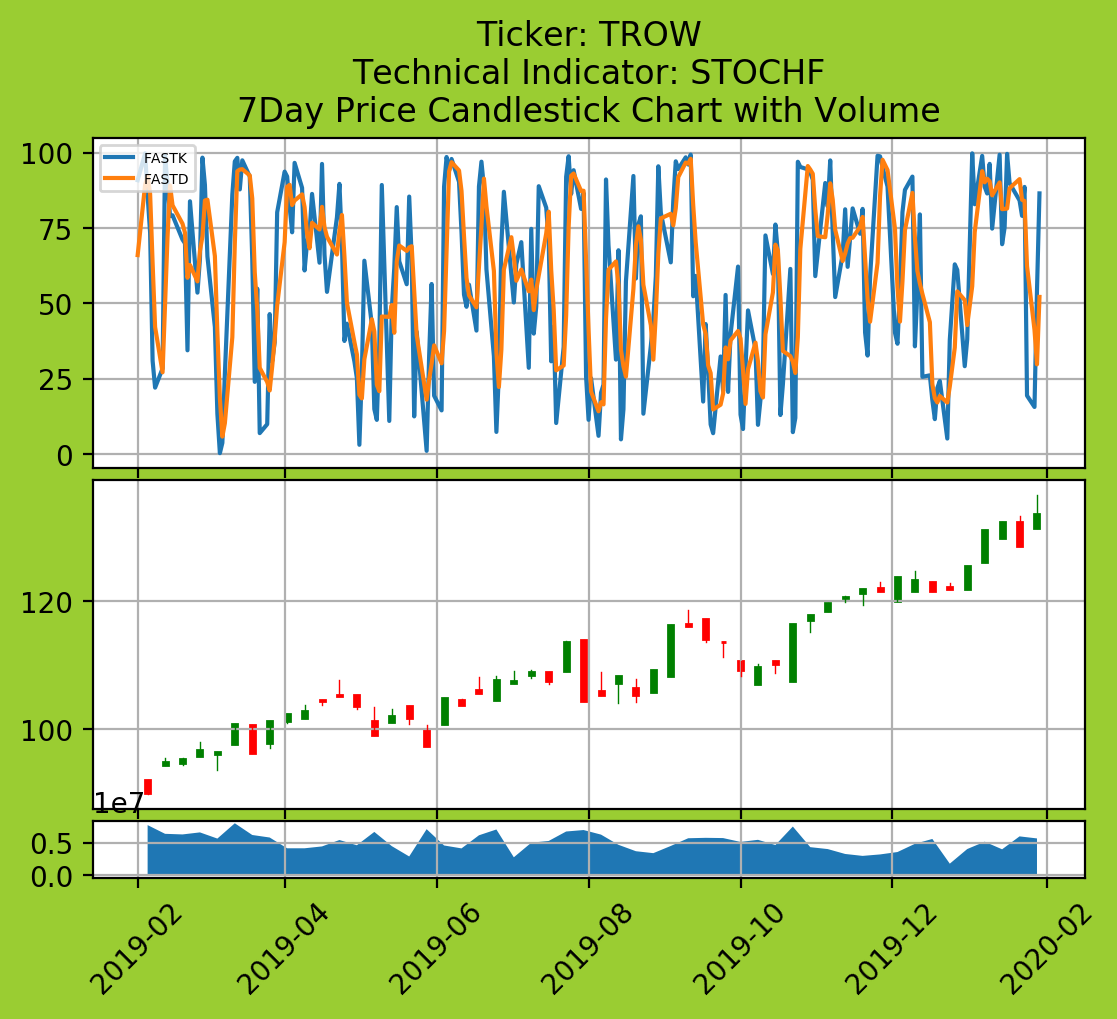 Ticker: TROW
Technical Indicator: STOCHF
7Day Price Candlestick Chart with Volume
100
75
50
25
0
FASTK
FASTD
120
100
1e7
0.5
0.0
2019-02
2019-04
2019-06
2019-08
2019-10
2019-12
2020-02